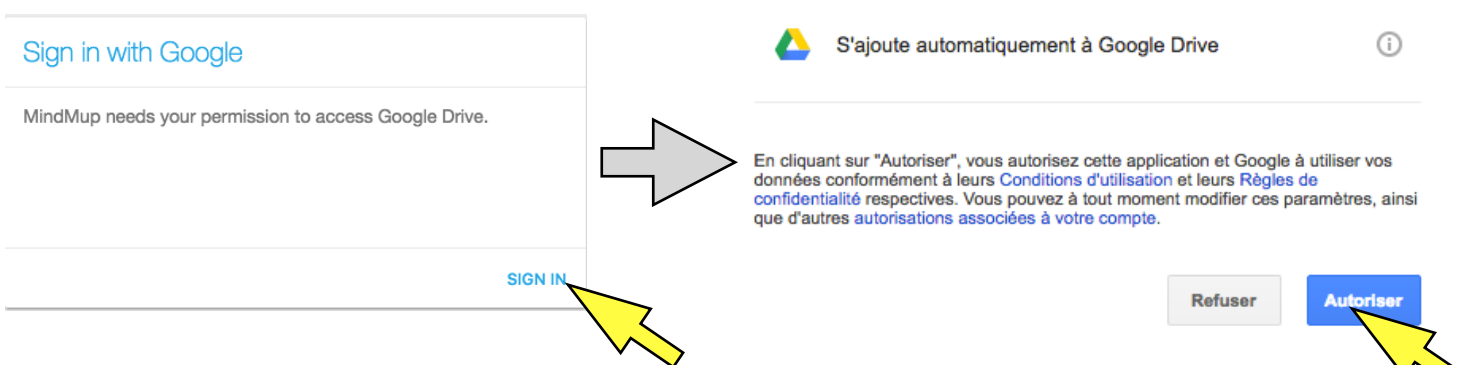 Sign in with Google
MindMup needs your permission to access Google Drive.
SIGN IN
S'ajoute automatiquement à Google Drive
En cliquant sur "Autoriser", vous autorisez cette application et Google à utiliser vos
données conformément à leurs Conditions d'utilisation et leurs Règles de
confidentialité respectives. Vous pouvez à tout moment modifier ces paramètres, ainsi
que d'autres autorisations associées à votre compte.
Refuser
Autoriser